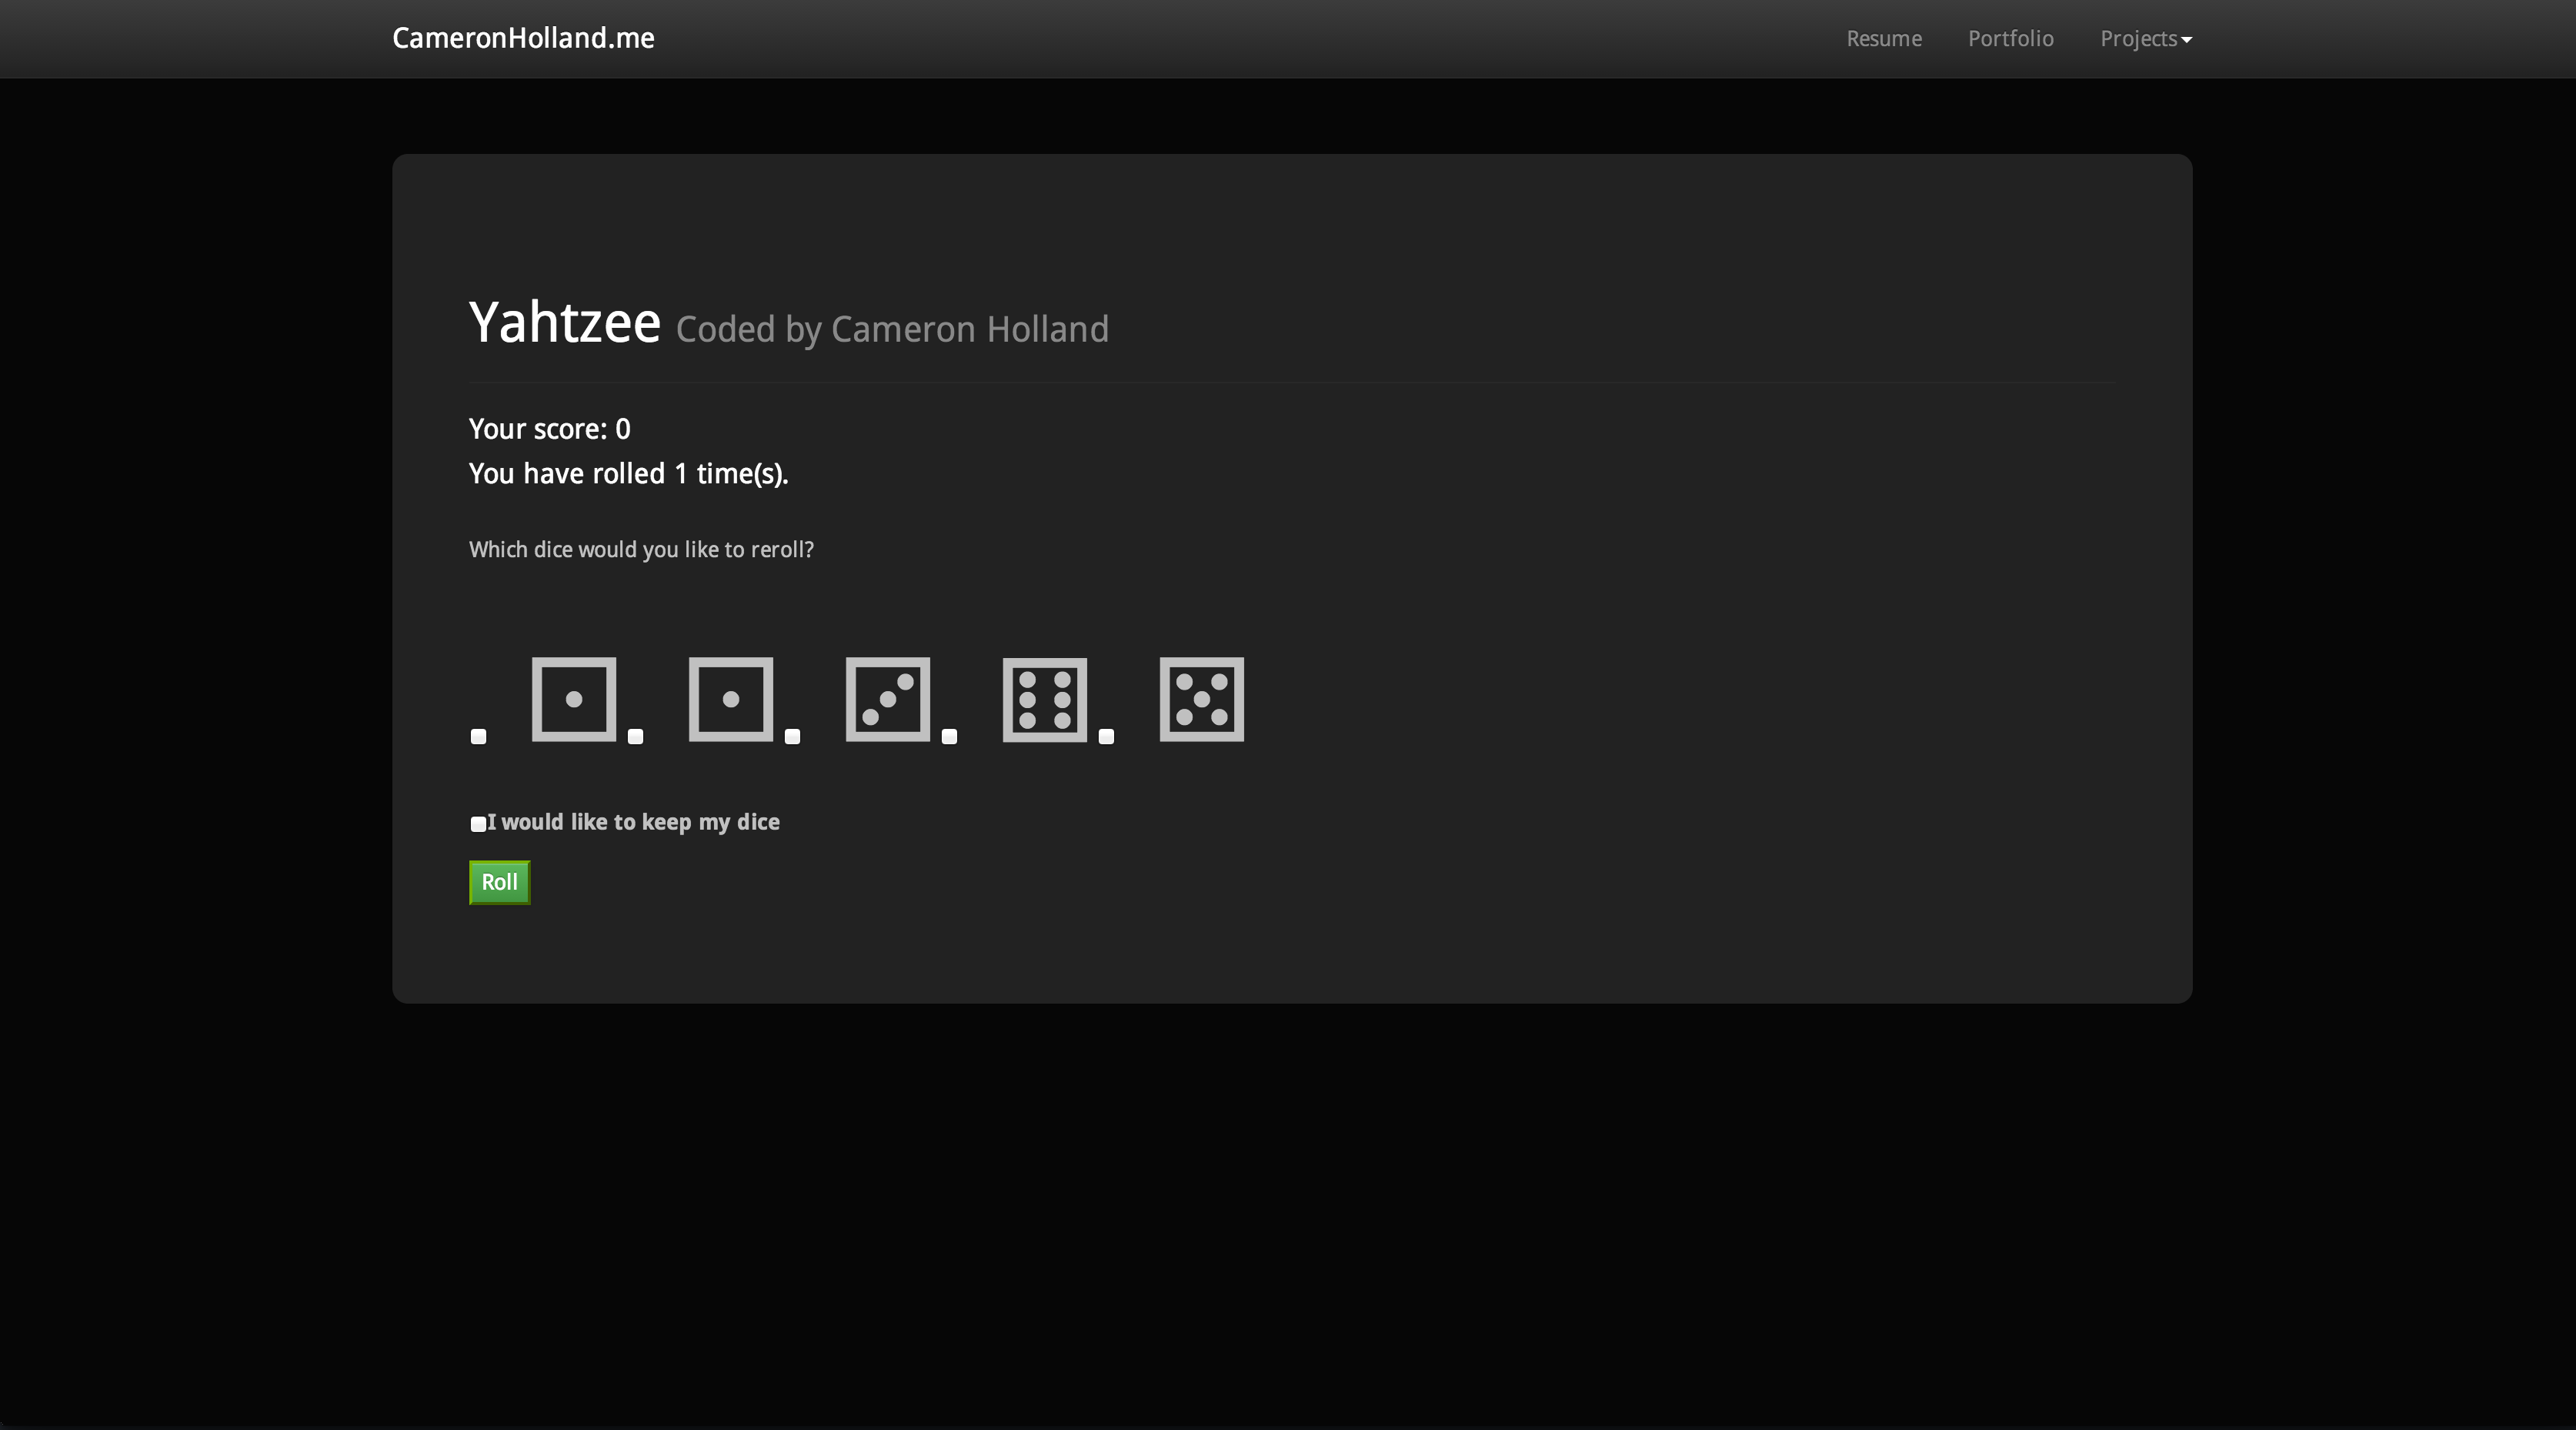 CameronHolland.me
Resume Portfolio Projects
Yahtzee Coded by Cameron Holland
Your score: 0
You have rolled 1 time(s).
Which dice would you like to reroll?
I would like to keep my dice
Roll